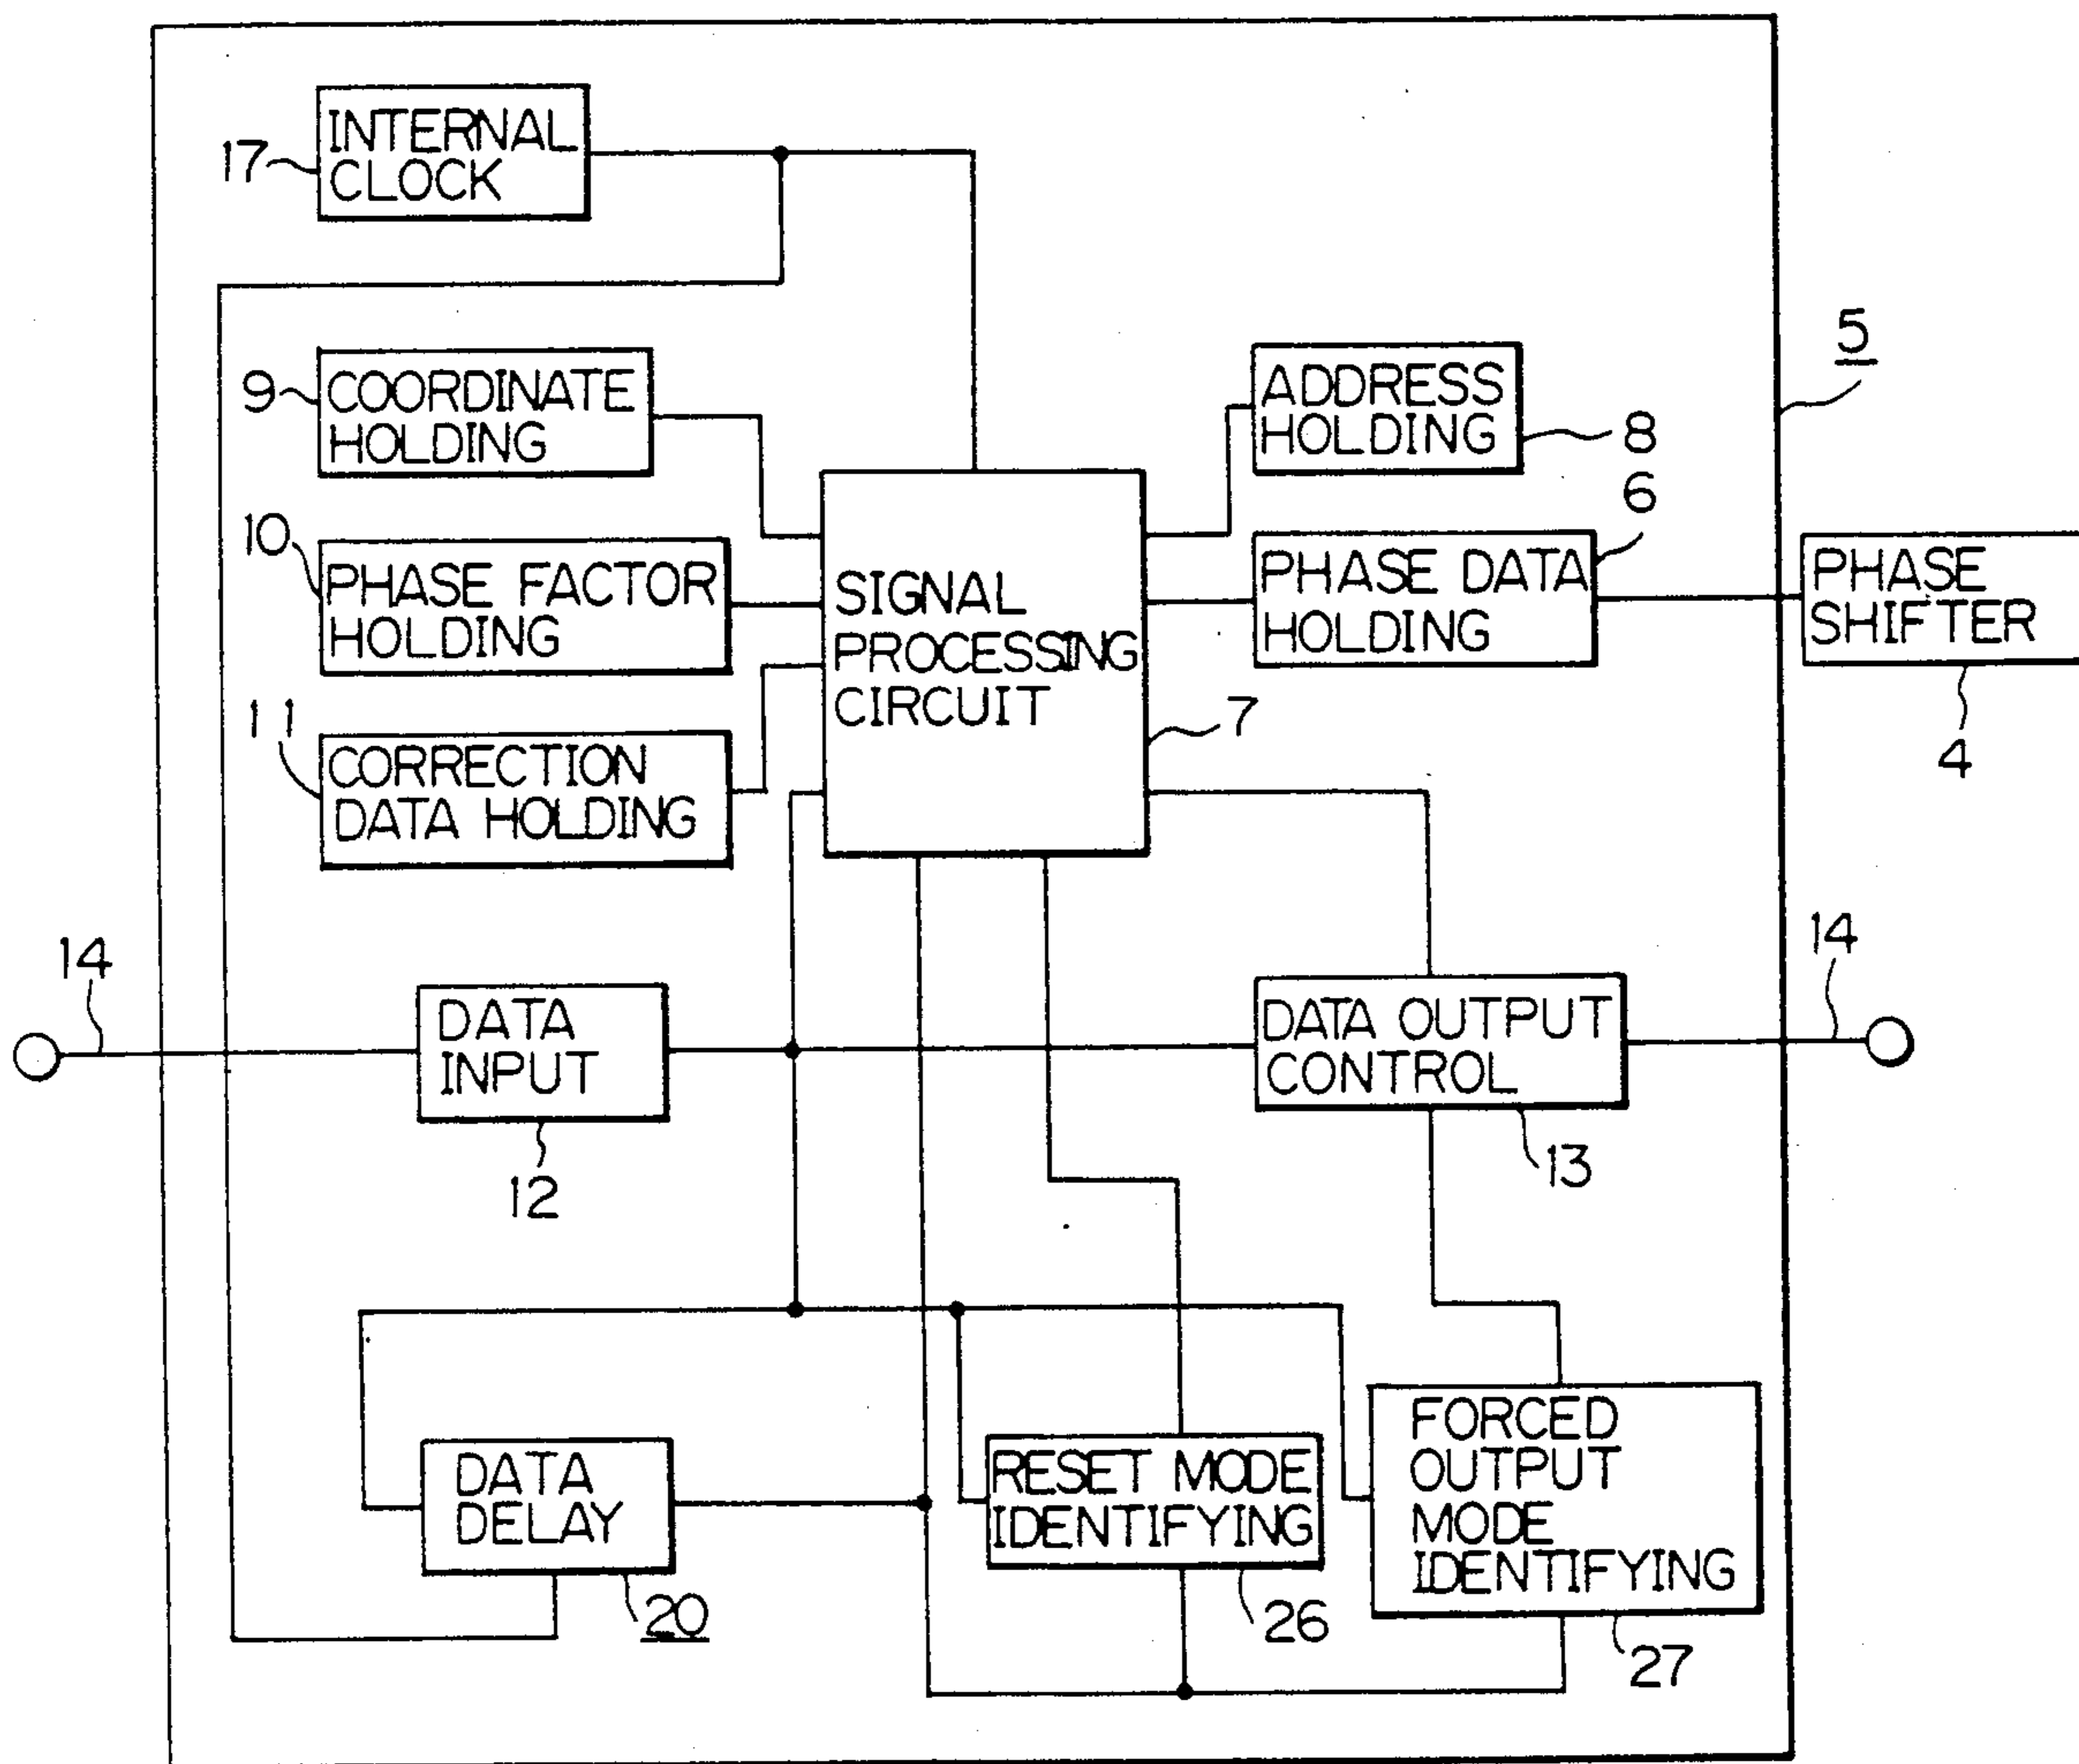 INTERNAL
CLOCK
17
5
COORDINATE
HOLDING
9
ADDRESS
HOLDING
8
6
10
PHASE FACTOR
HOLDING
SIGNAL
PROCESSING
CIRCUIT
7
PHASE DATA
HOLDING
PHASE
SHIFTER
4
11
CORRECTION
DATA HOLDING
14
DATA
INPUT
12
DATA OUTPUT
CONTROL
13
14
DATA
DELAY
20
RESET MODE
IDENTIFYING
26
FORCED
OUTPUT
MODE
IDENTIFYING
27